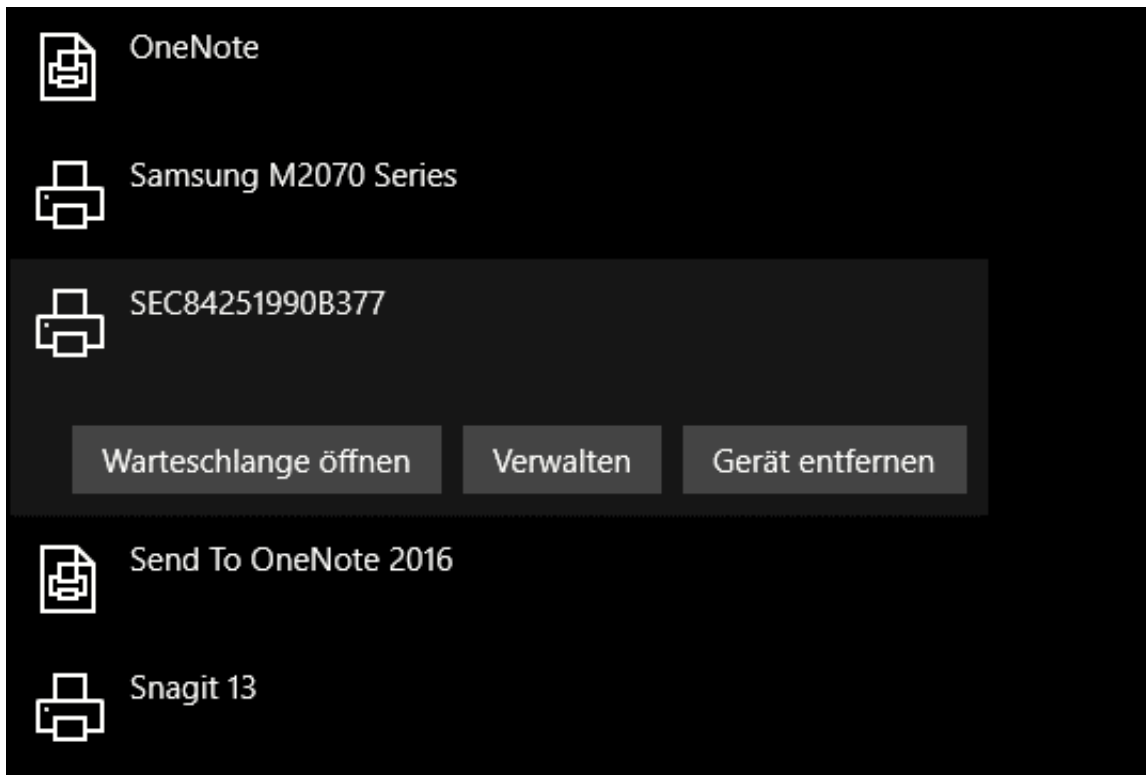 OneNote
Samsung M2070 Series
SEC84251990B377
Warteschlange öffnen Verwalten Gerät entfernen
Send To OneNote 2016
Snagit 13